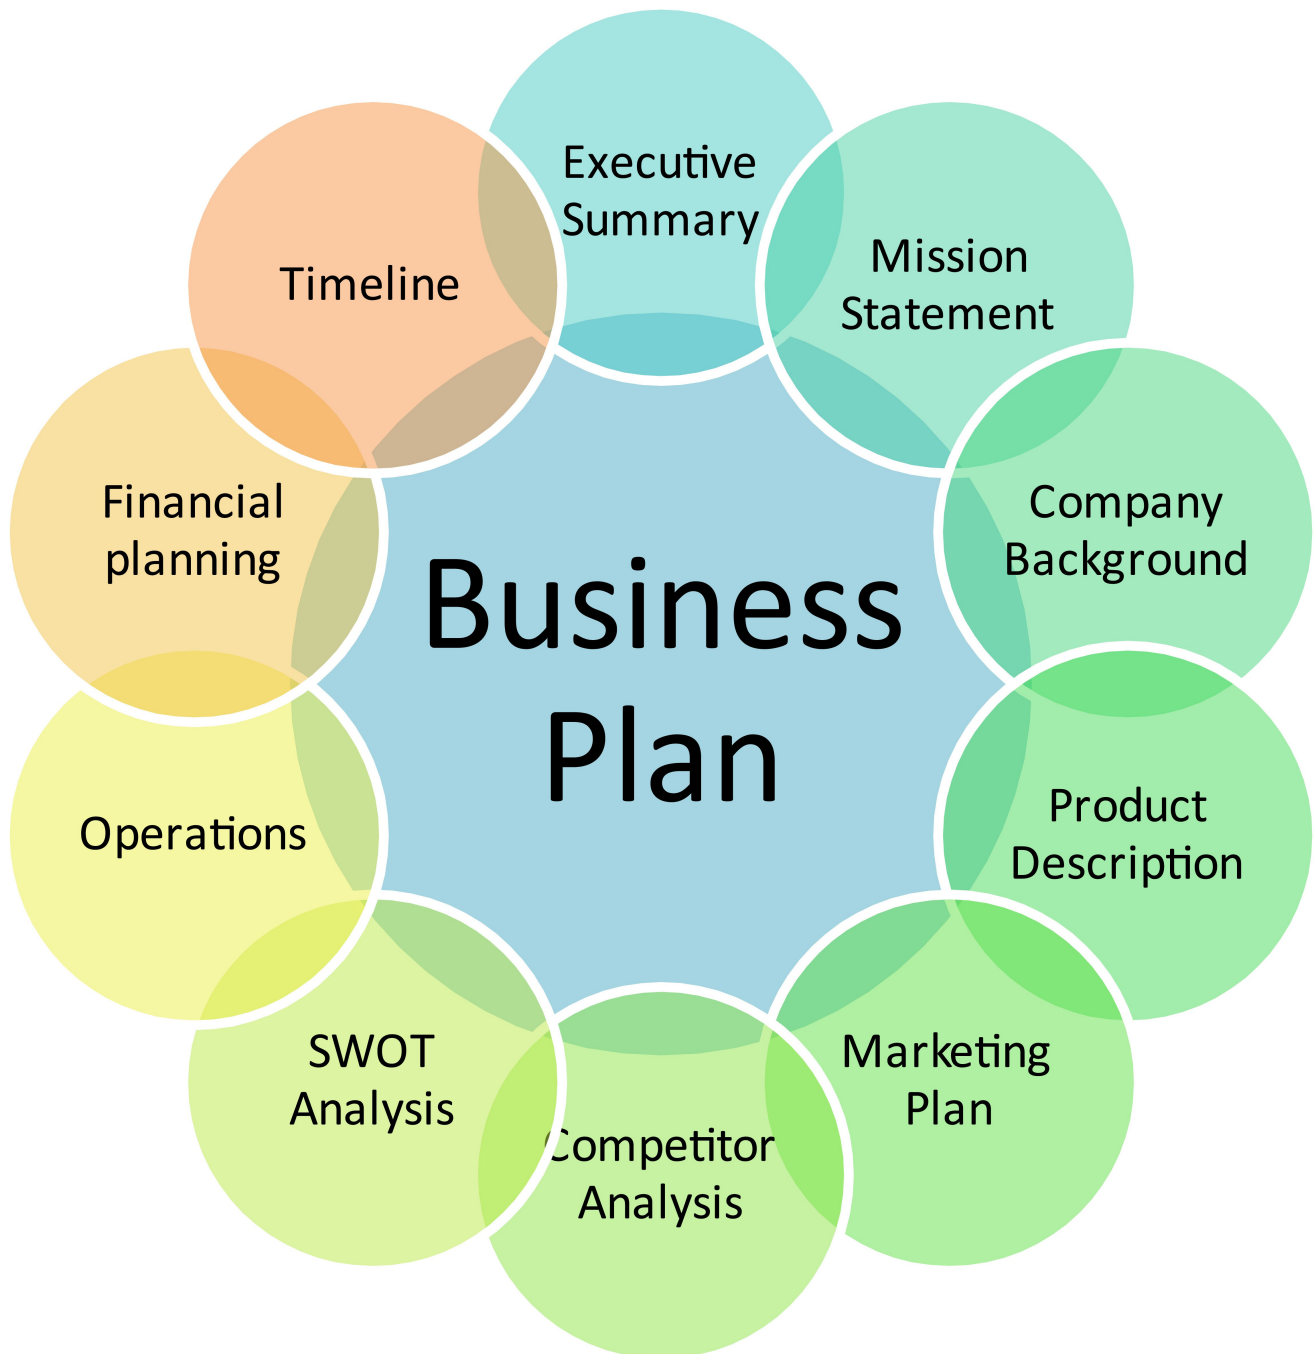 Executive
Summary
Mission
Statement
Company
Background
Product
Description
Marketing
Plan
Competitor
Analysis
SWOT
Analysis
Operations
Financial
planning
Timeline
Business
Plan